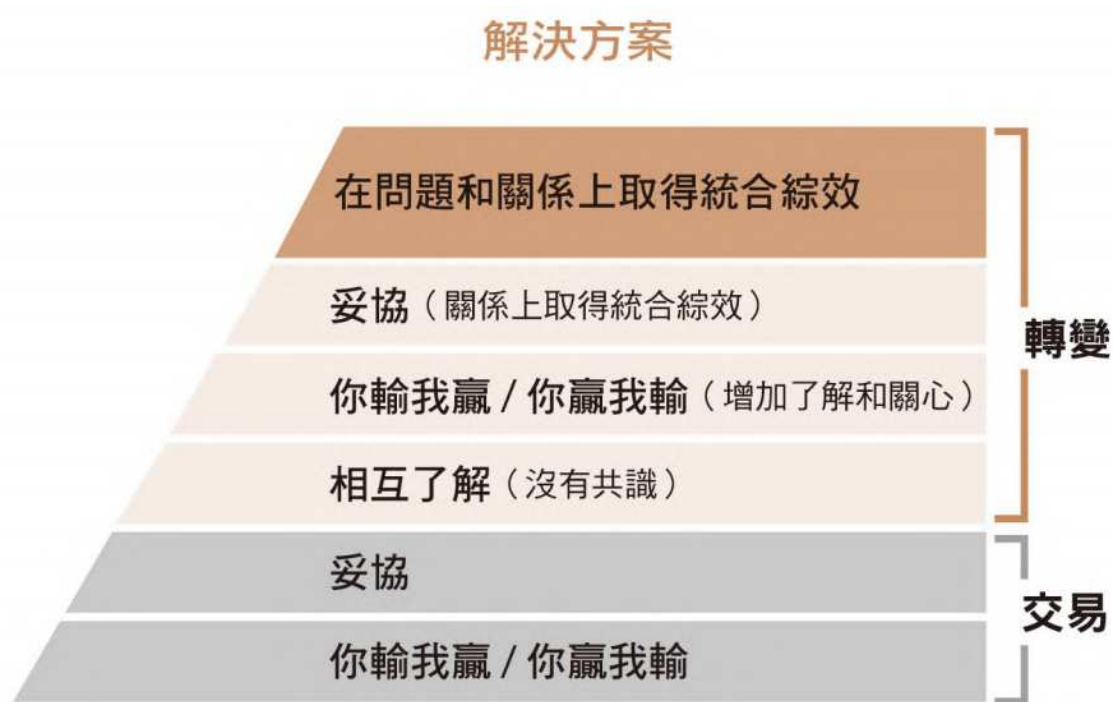 解決方案
在問題和關係上取得統合綜效
妥協（關係上取得統合綜效）
你輸我贏 / 你贏我輸（增加了解和關心）
相互了解（沒有共識）
轉變
妥協
你輸我贏 / 你贏我輸
交易